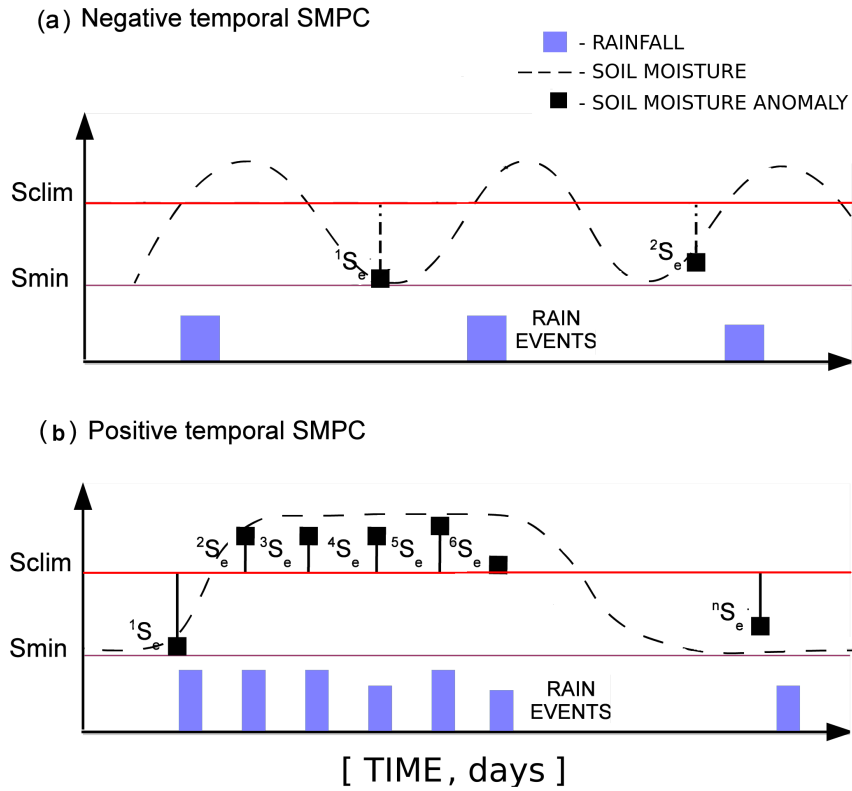 (a) Negative temporal SMPC
- RAINFALL
- SOIL MOISTURE
- SOIL MOISTURE ANOMALY
Sclim
¹Sₑ
²Sₑ
Smin
RAIN
EVENTS
(b) Positive temporal SMPC
²Sₑ ³Sₑ ⁴Sₑ ⁵Sₑ ⁶Sₑ
Sclim
¹Sₑ
ⁿSₑ
Smin
RAIN
EVENTS
[ TIME, days ]